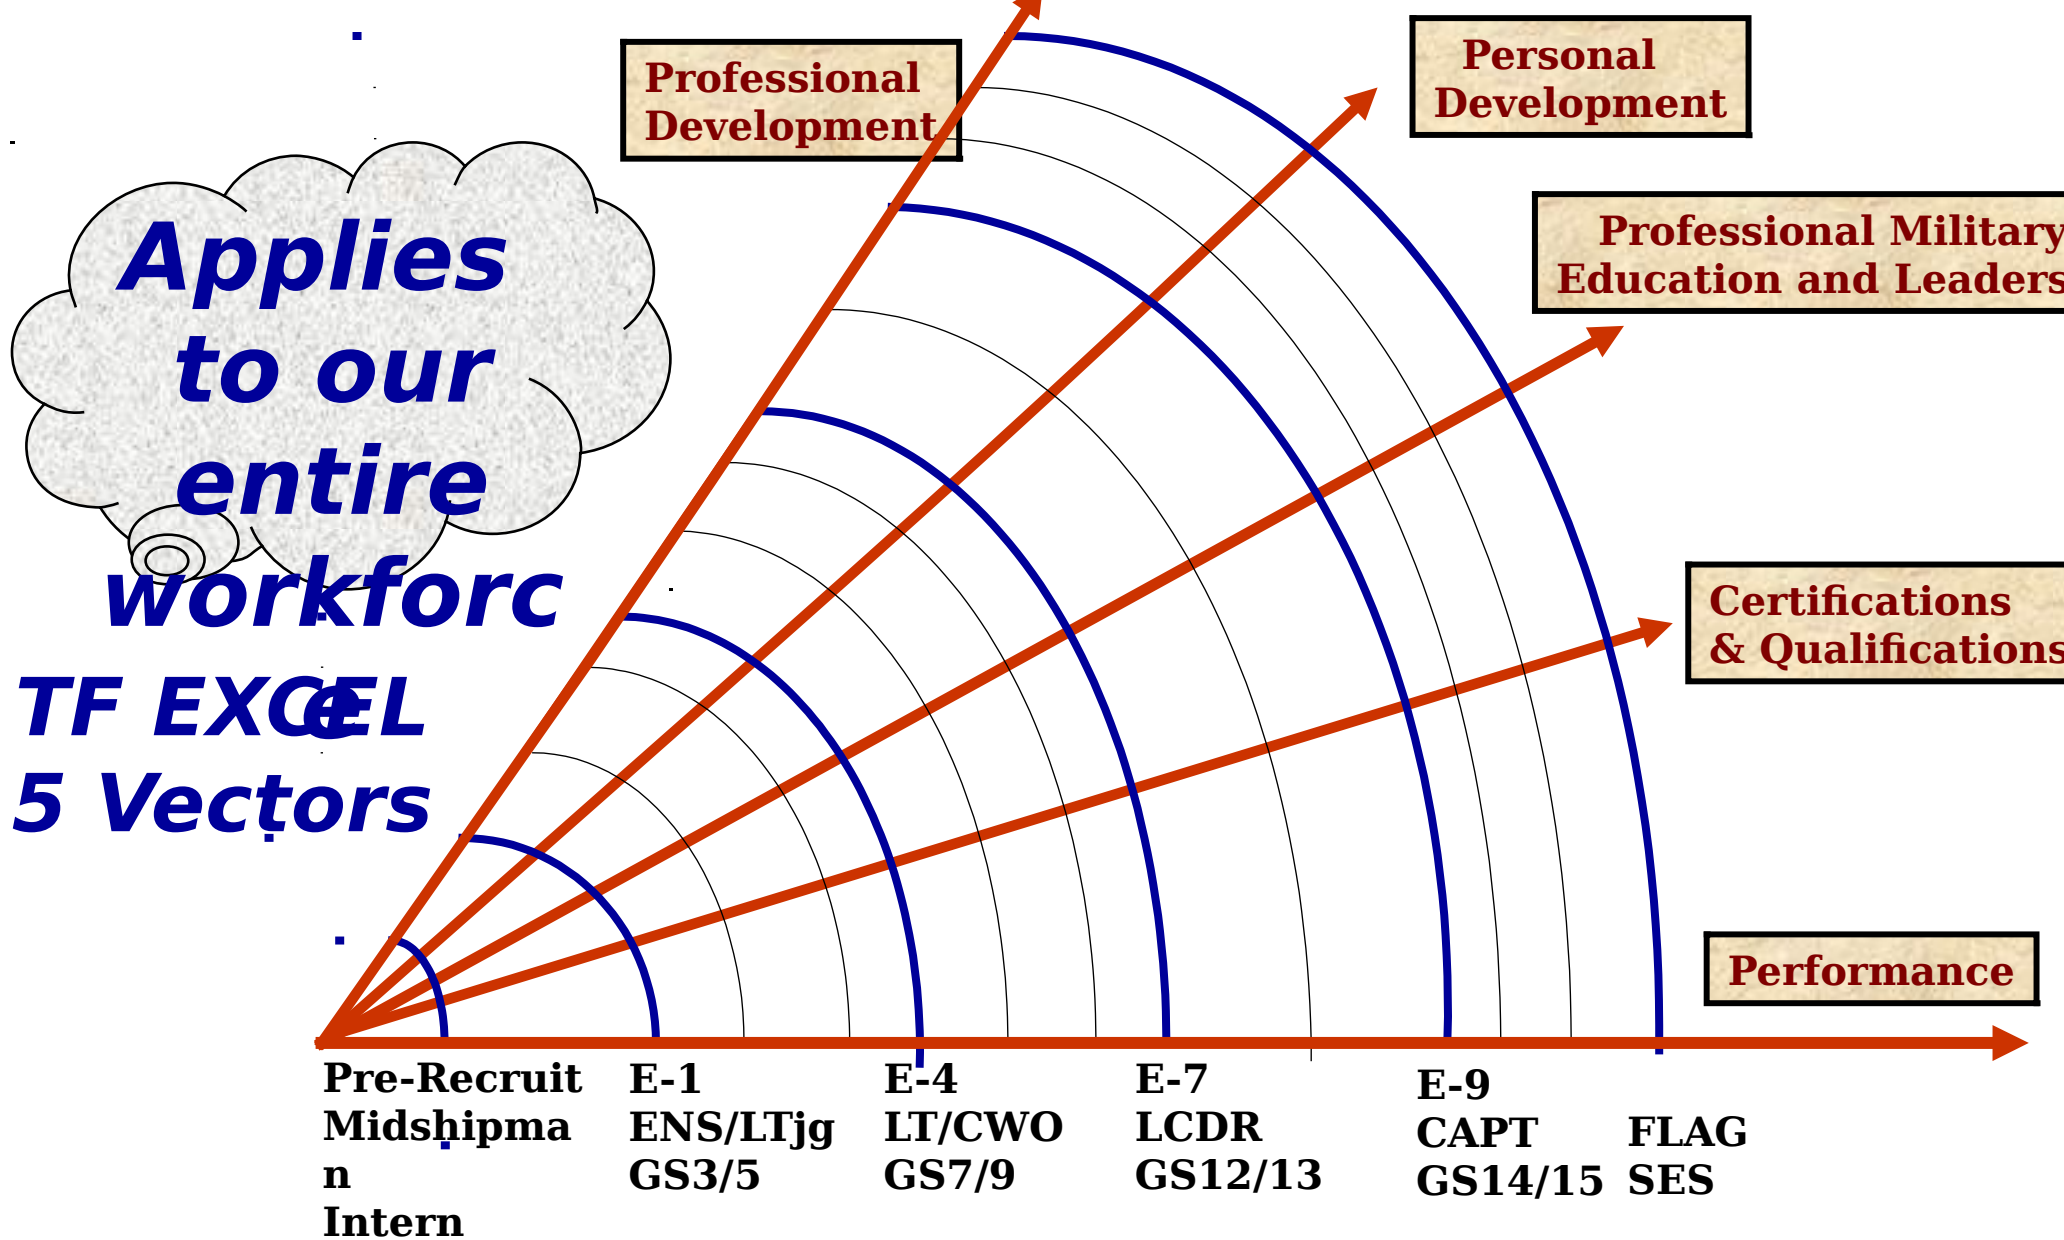 Professional
Development
Personal
Development
Professional Military
Education and Leaders
Applies
to our
entire
workforc
e
TF EXCEL
5 Vectors
Certifications
& Qualifications
Performance
Pre-Recruit
Midshipma
n
Intern
E-1
ENS/LTjg
GS3/5
E-4
LT/CWO
GS7/9
E-7
LCDR
GS12/13
E-9
CAPT
GS14/15
FLAG
SES